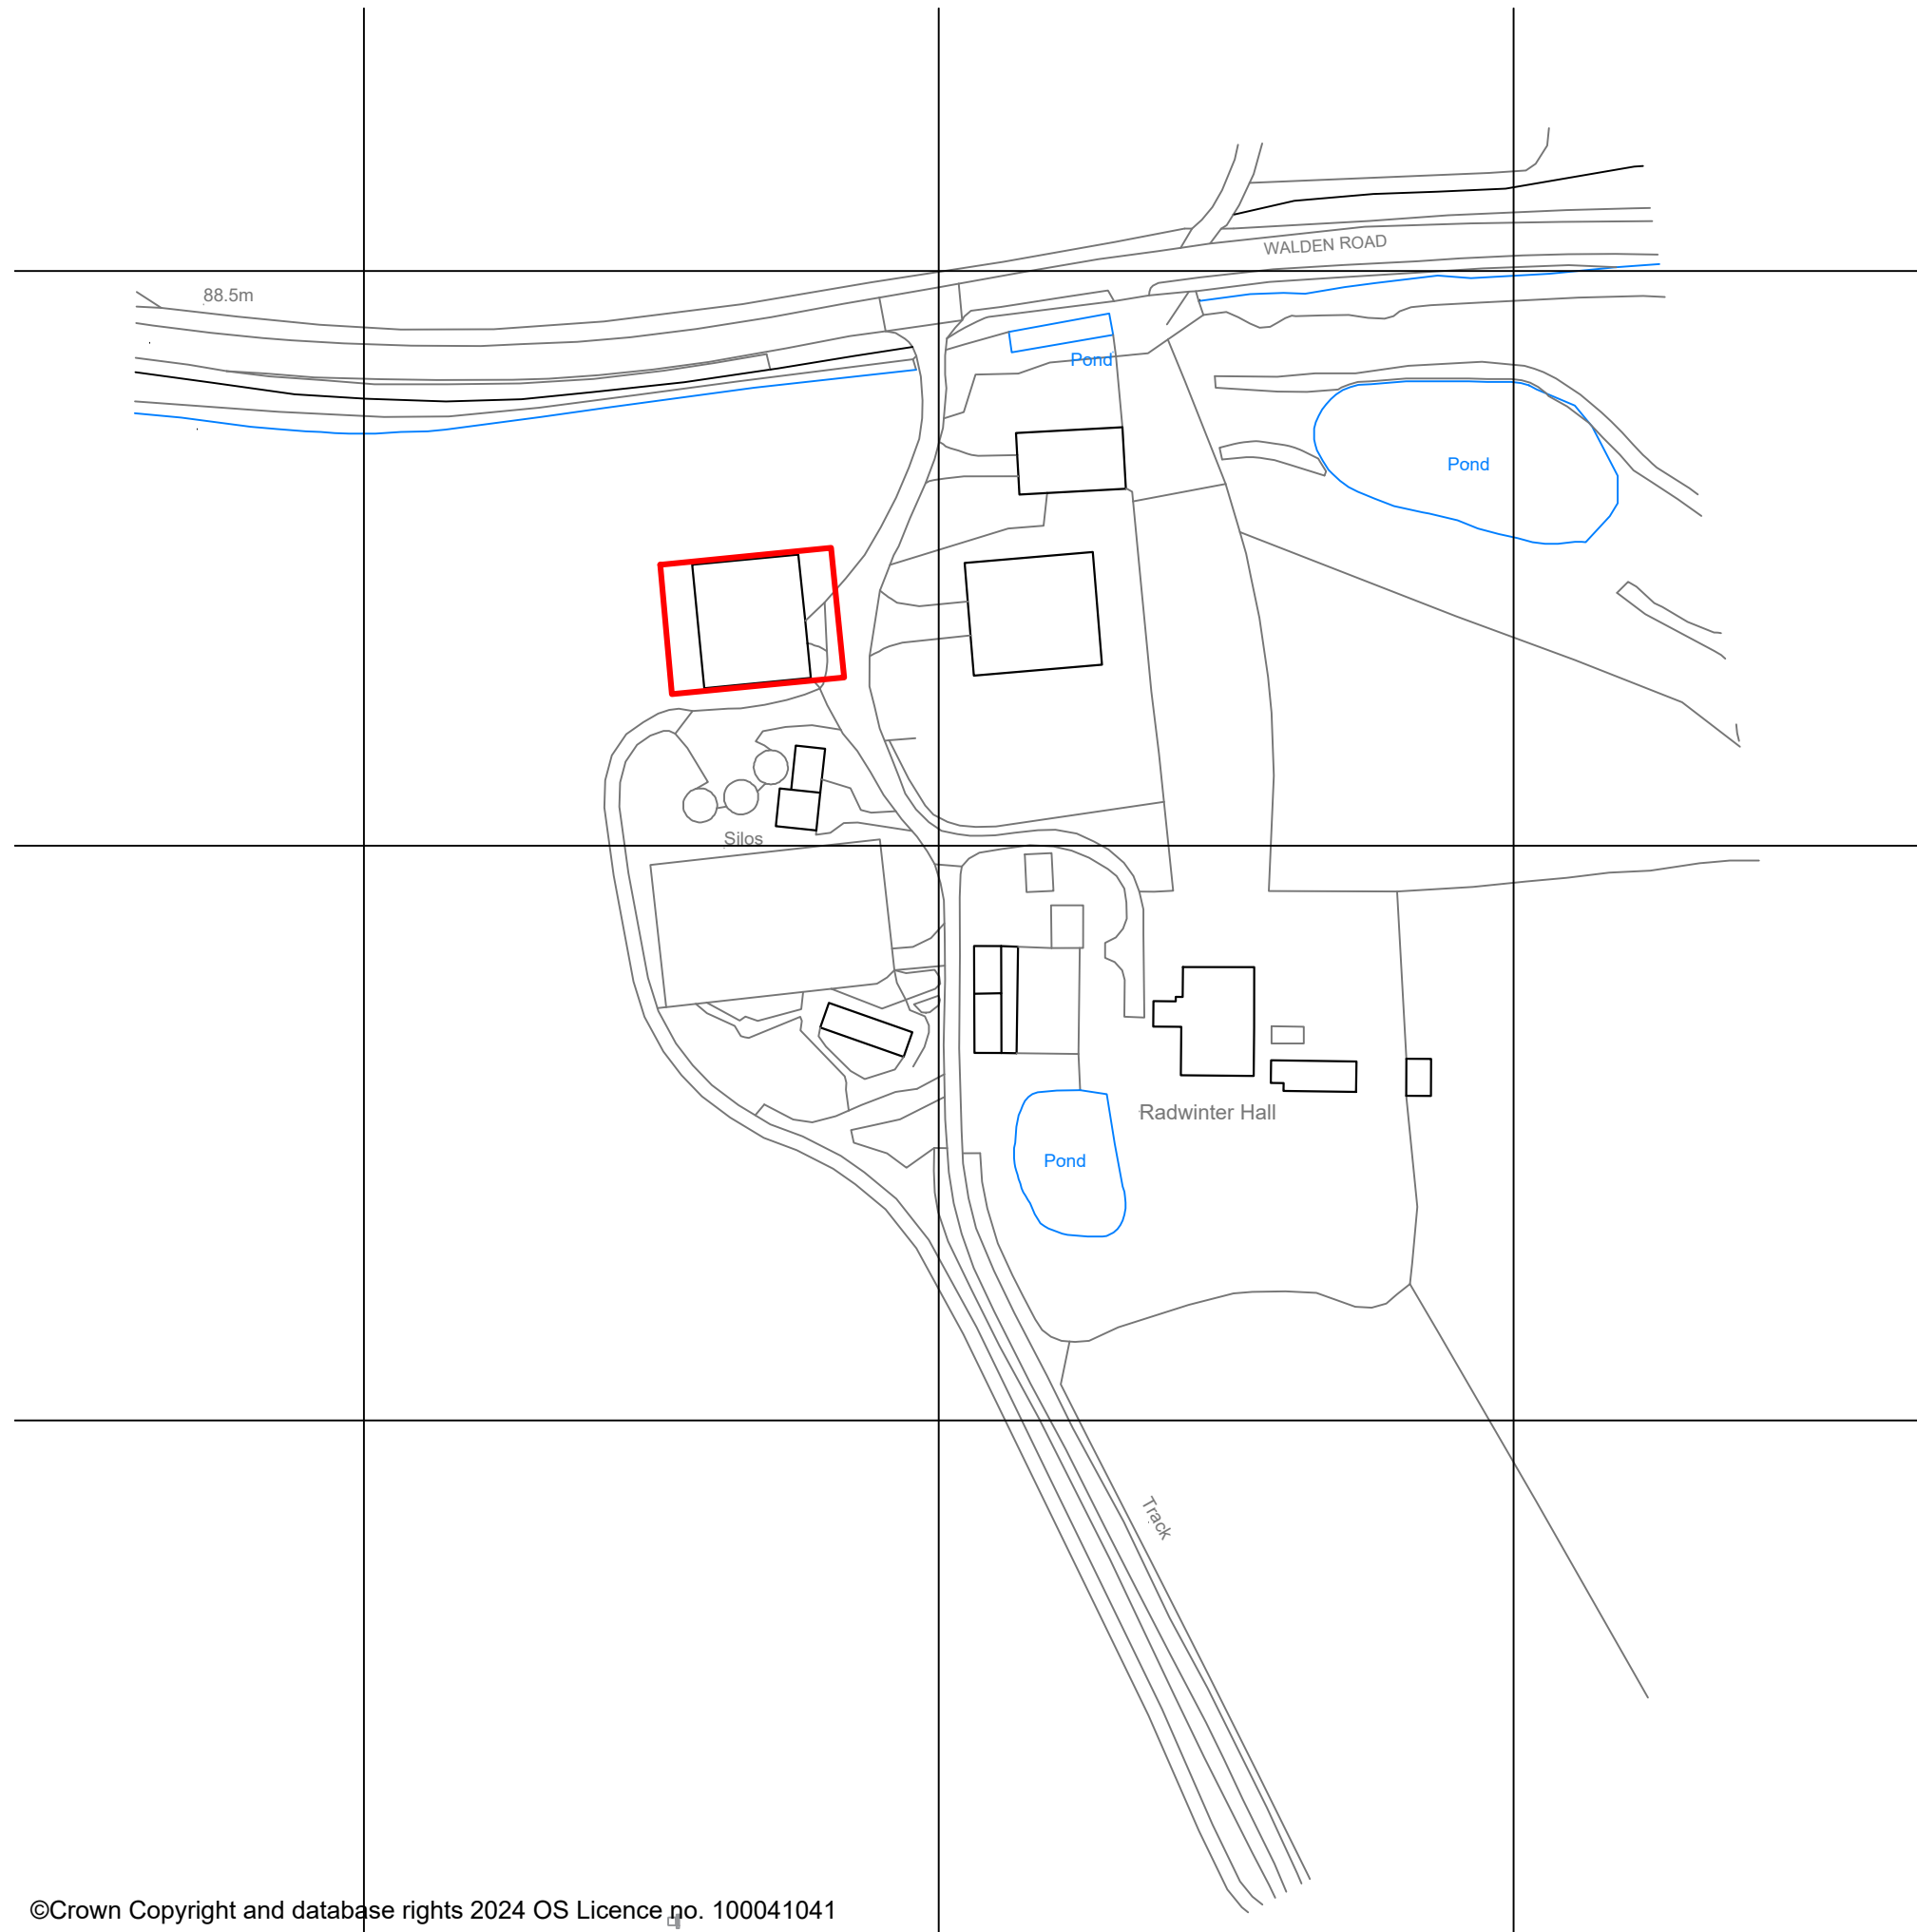 WALDEN ROAD
88.5m
Pond
Pond
Silos
Radwinter Hall
Pond
Track
©Crown Copyright and database rights 2024 OS Licence no. 100041041